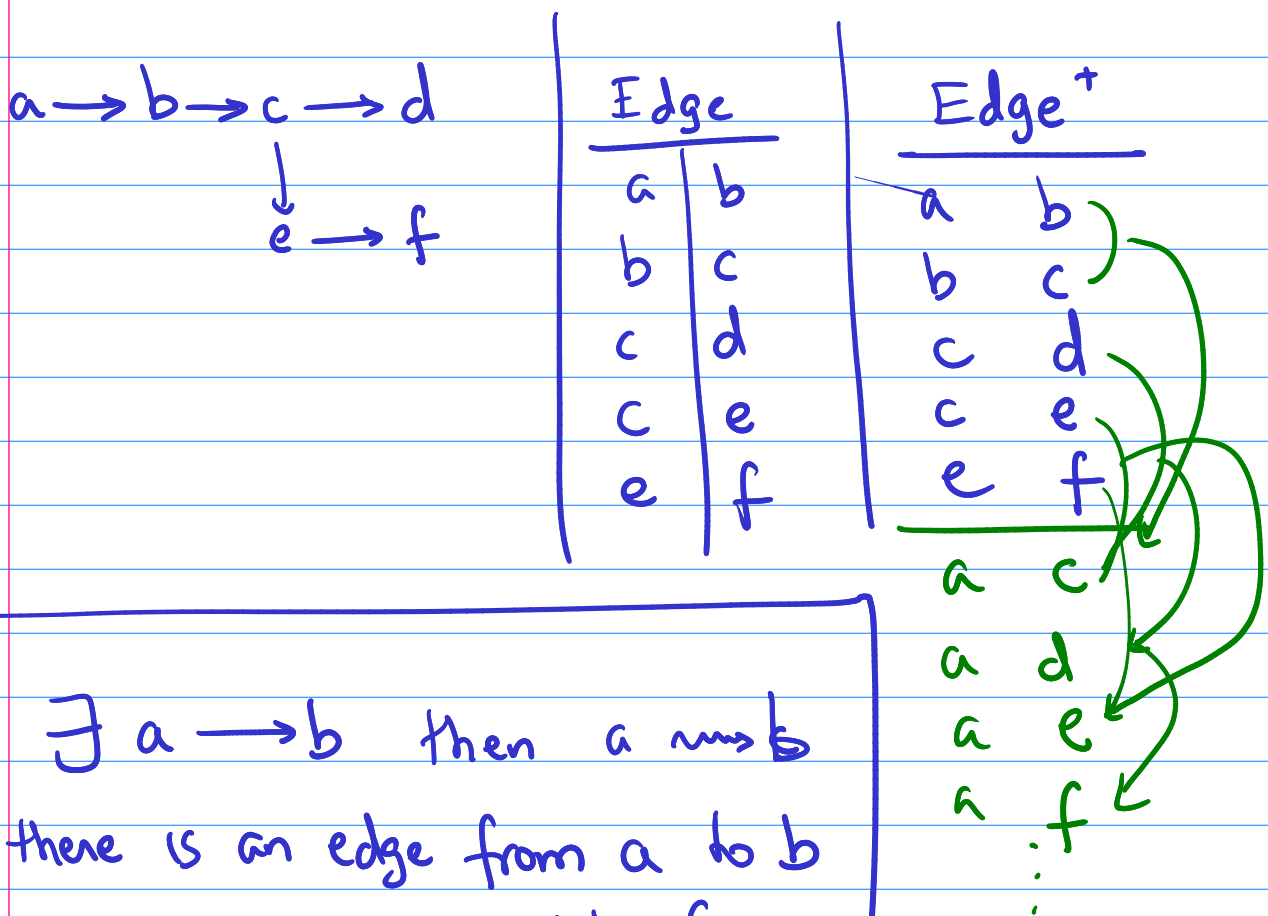 a → b → c → d
↓
e → f
Edge
a b
b c
c d
c e
e f
Edge⁺
a b
b c
c d
c e
e f
a c
a d
a e
a f
⋮
∃ a → b then a ⇝ b
there is an edge from a to b